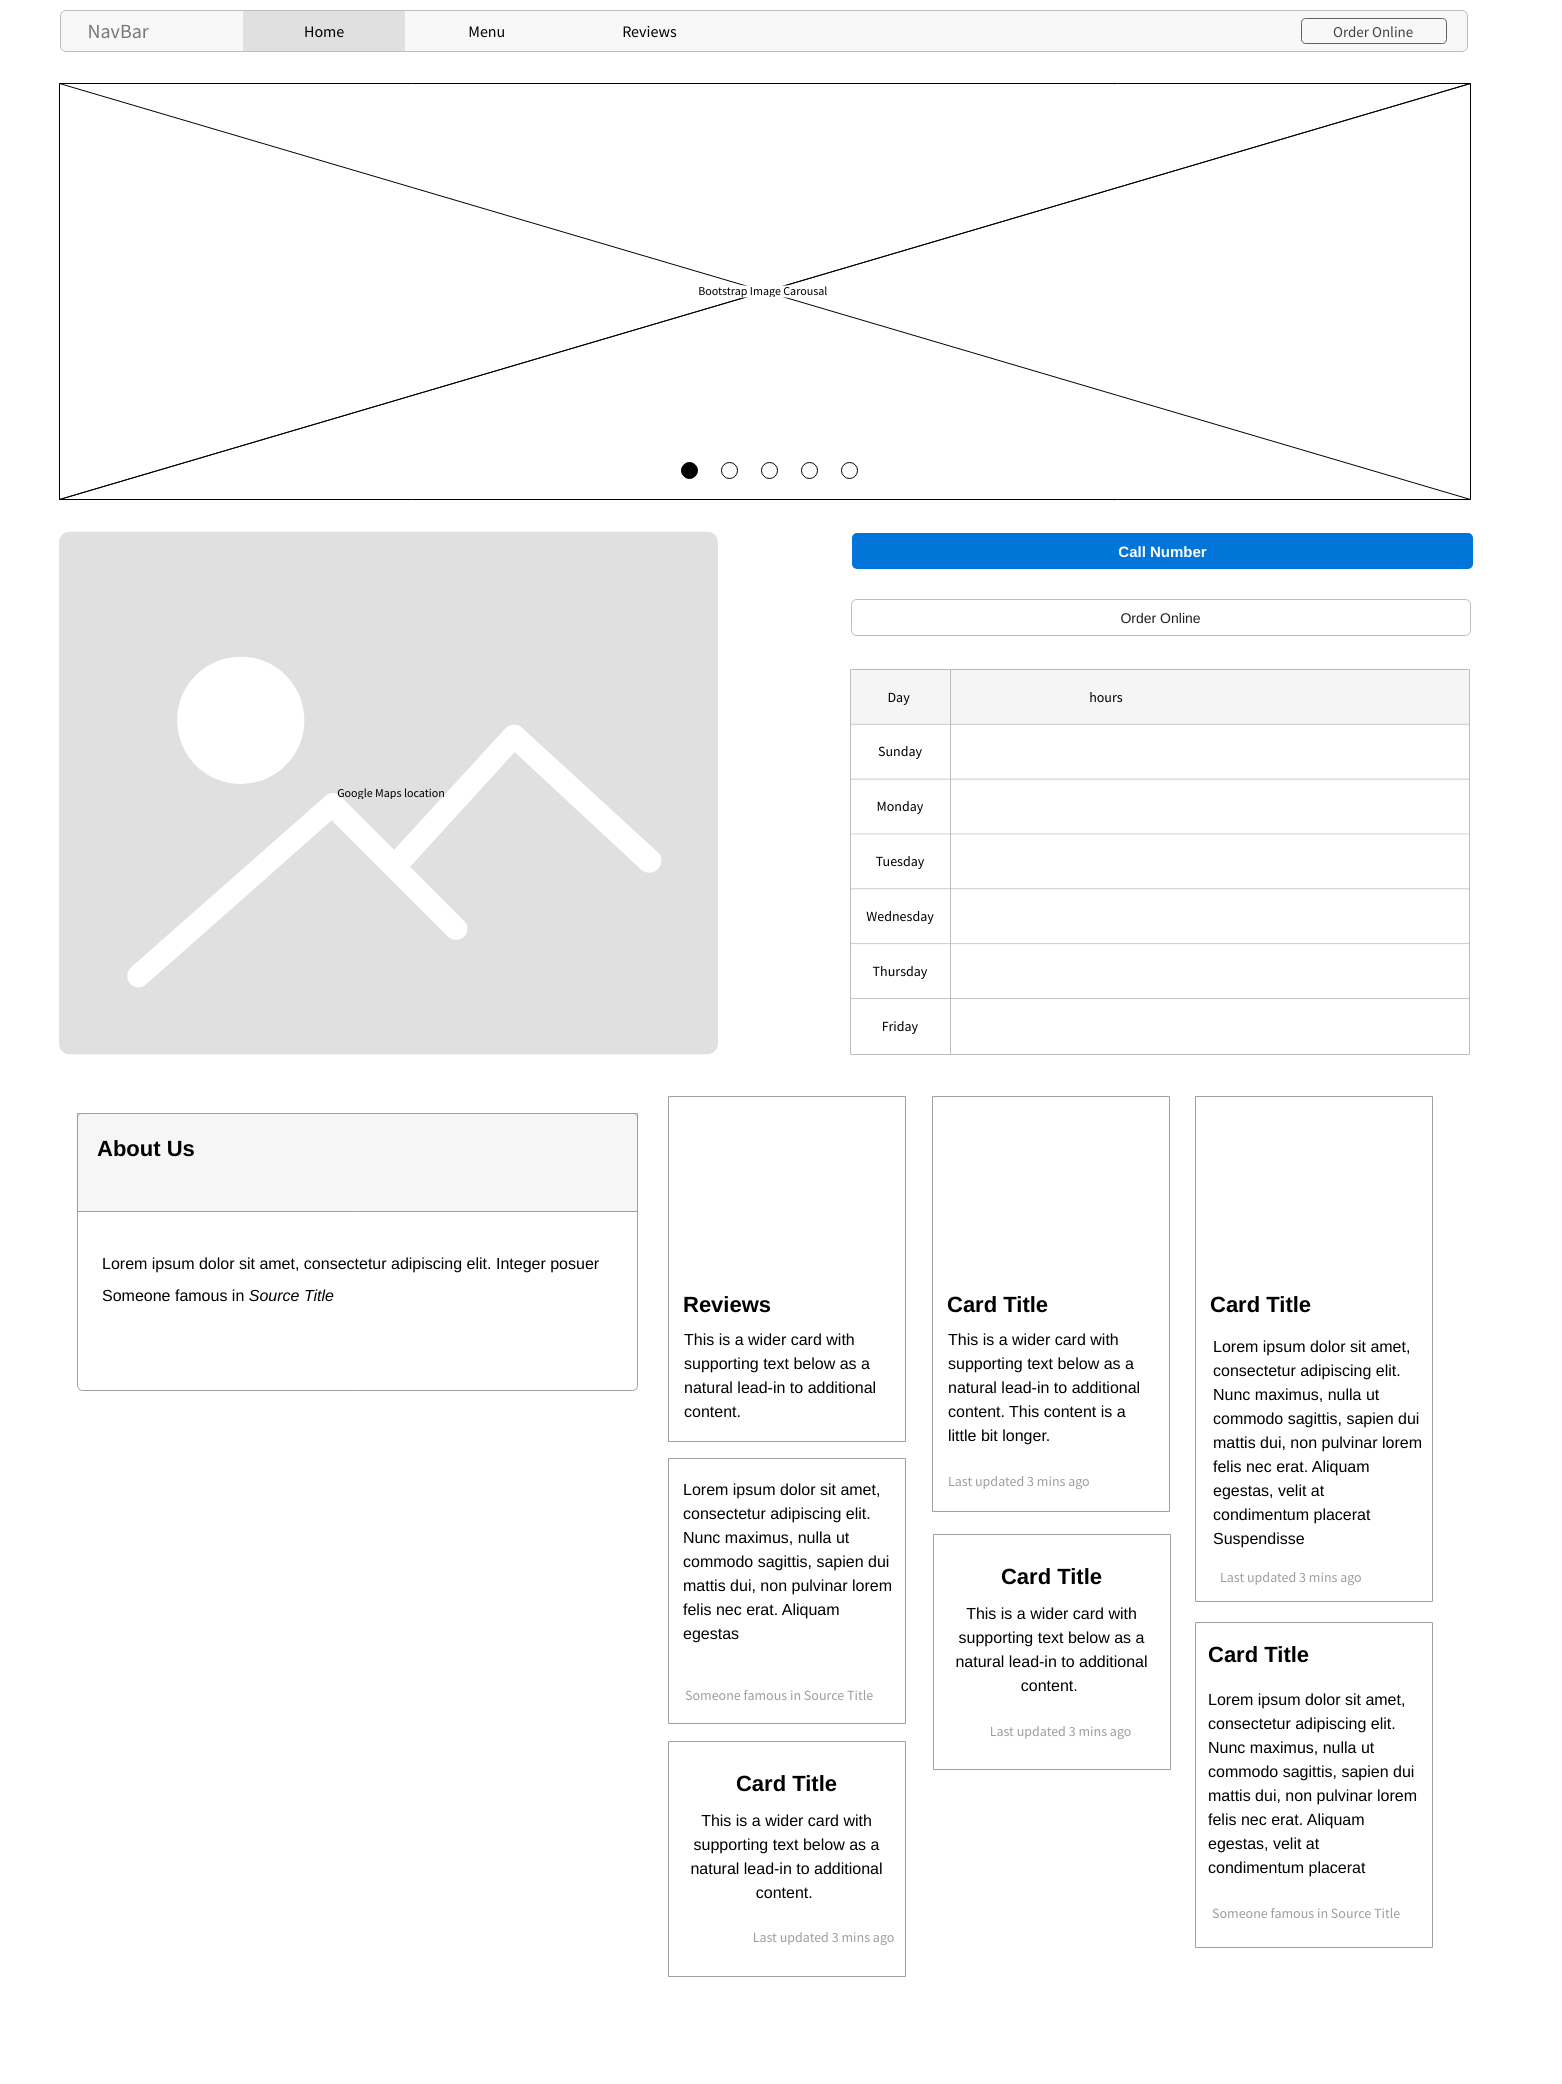 NavBar
Home
Menu
Reviews
Order Online
Bootstrap Image Carousal
Google Maps location
Call Number
Order Online
Day
hours
Sunday
Monday
Tuesday
Wednesday
Thursday
Friday
About Us
Lorem ipsum dolor sit amet, consectetur adipiscing elit. Integer posuer
Someone famous in Source Title
Reviews
This is a wider card with
supporting text below as a
natural lead-in to additional
content.
Lorem ipsum dolor sit amet,
consectetur adipiscing elit.
Nunc maximus, nulla ut
commodo sagittis, sapien dui
mattis dui, non pulvinar lorem
felis nec erat. Aliquam
egestas
Someone famous in Source Title
Card Title
This is a wider card with
supporting text below as a
natural lead-in to additional
content.
Last updated 3 mins ago
Card Title
This is a wider card with
supporting text below as a
natural lead-in to additional
content. This content is a
little bit longer.
Last updated 3 mins ago
Card Title
This is a wider card with
supporting text below as a
natural lead-in to additional
content.
Last updated 3 mins ago
Card Title
Lorem ipsum dolor sit amet,
consectetur adipiscing elit.
Nunc maximus, nulla ut
commodo sagittis, sapien dui
mattis dui, non pulvinar lorem
felis nec erat. Aliquam
egestas, velit at
condimentum placerat
Suspendisse
Last updated 3 mins ago
Card Title
Lorem ipsum dolor sit amet,
consectetur adipiscing elit.
Nunc maximus, nulla ut
commodo sagittis, sapien dui
mattis dui, non pulvinar lorem
felis nec erat. Aliquam
egestas, velit at
condimentum placerat
Someone famous in Source Title